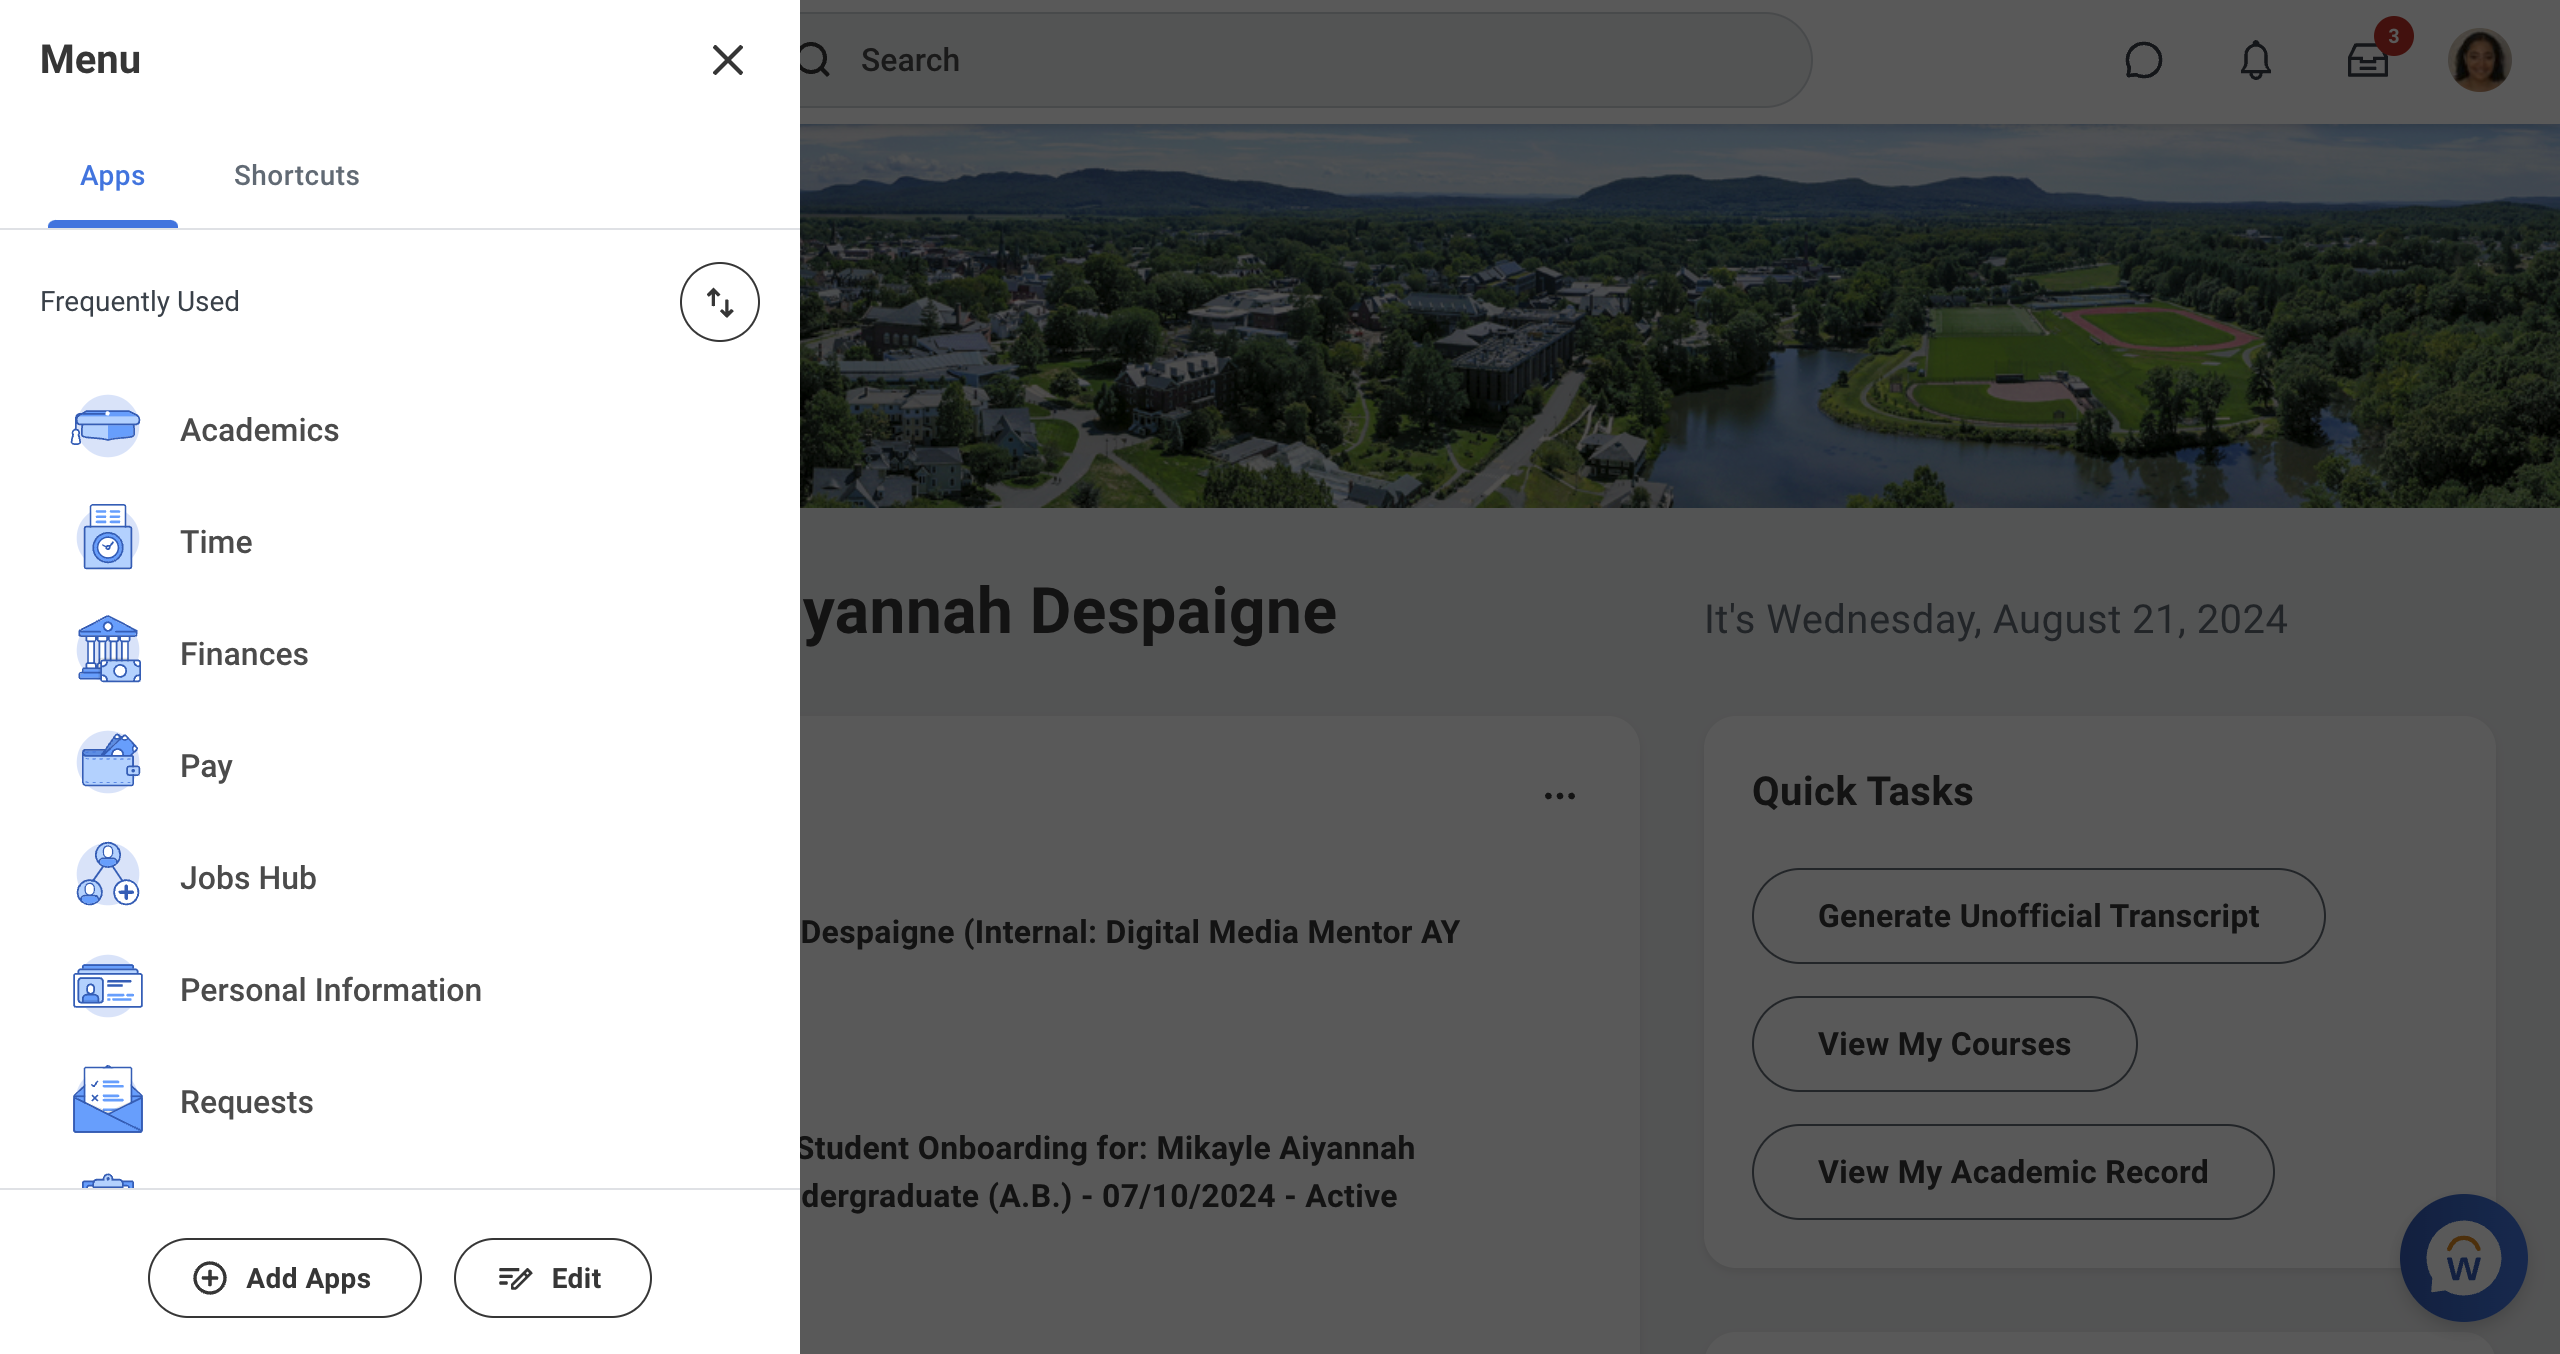 Menu
Apps
Shortcuts
Frequently Used
Academics
Time
Finances
Pay
Jobs Hub
Personal Information
Requests
Add Apps
Edit
Search
3
yannah Despaigne
It's Wednesday, August 21, 2024
Despaigne (Internal: Digital Media Mentor AY
Student Onboarding for: Mikayle Aiyannah
dergraduate (A.B.) - 07/10/2024 - Active
Quick Tasks
Generate Unofficial Transcript
View My Courses
View My Academic Record
W